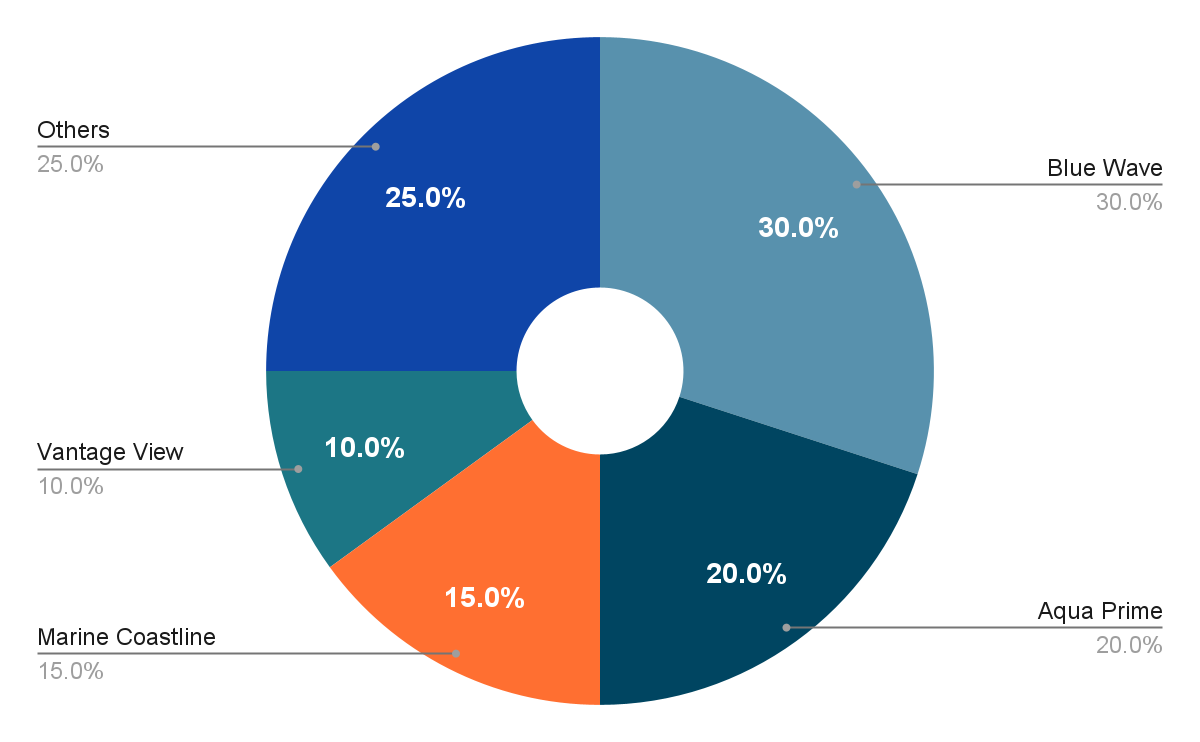 Others
25.0%
25.0%
Blue Wave
30.0%
30.0%
Vantage View
10.0%
10.0%
Aqua Prime
20.0%
20.0%
Marine Coastline
15.0%
15.0%